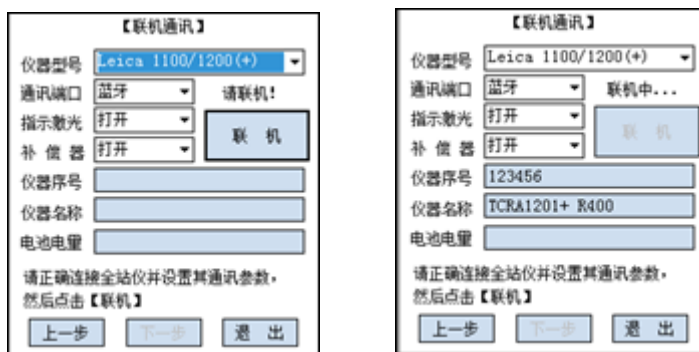 【联机通讯】
仪器型号 Leica 1100/1200(+)
通讯端口 蓝牙 请联机!
指示激光 打开
联 机
补 偿 器 打开
仪器序号
仪器名称
电池电量
请正确连接全站仪并设置其通讯参数，
然后点击【联机】
上一步 下一步 退 出
【联机通讯】
仪器型号 Leica 1100/1200(+)
通讯端口 蓝牙 联机中...
指示激光 打开
联 机
补 偿 器 打开
仪器序号 123456
仪器名称 TCRA1201+ R400
电池电量
请正确连接全站仪并设置其通讯参数，
然后点击【联机】
上一步 下一步 退 出